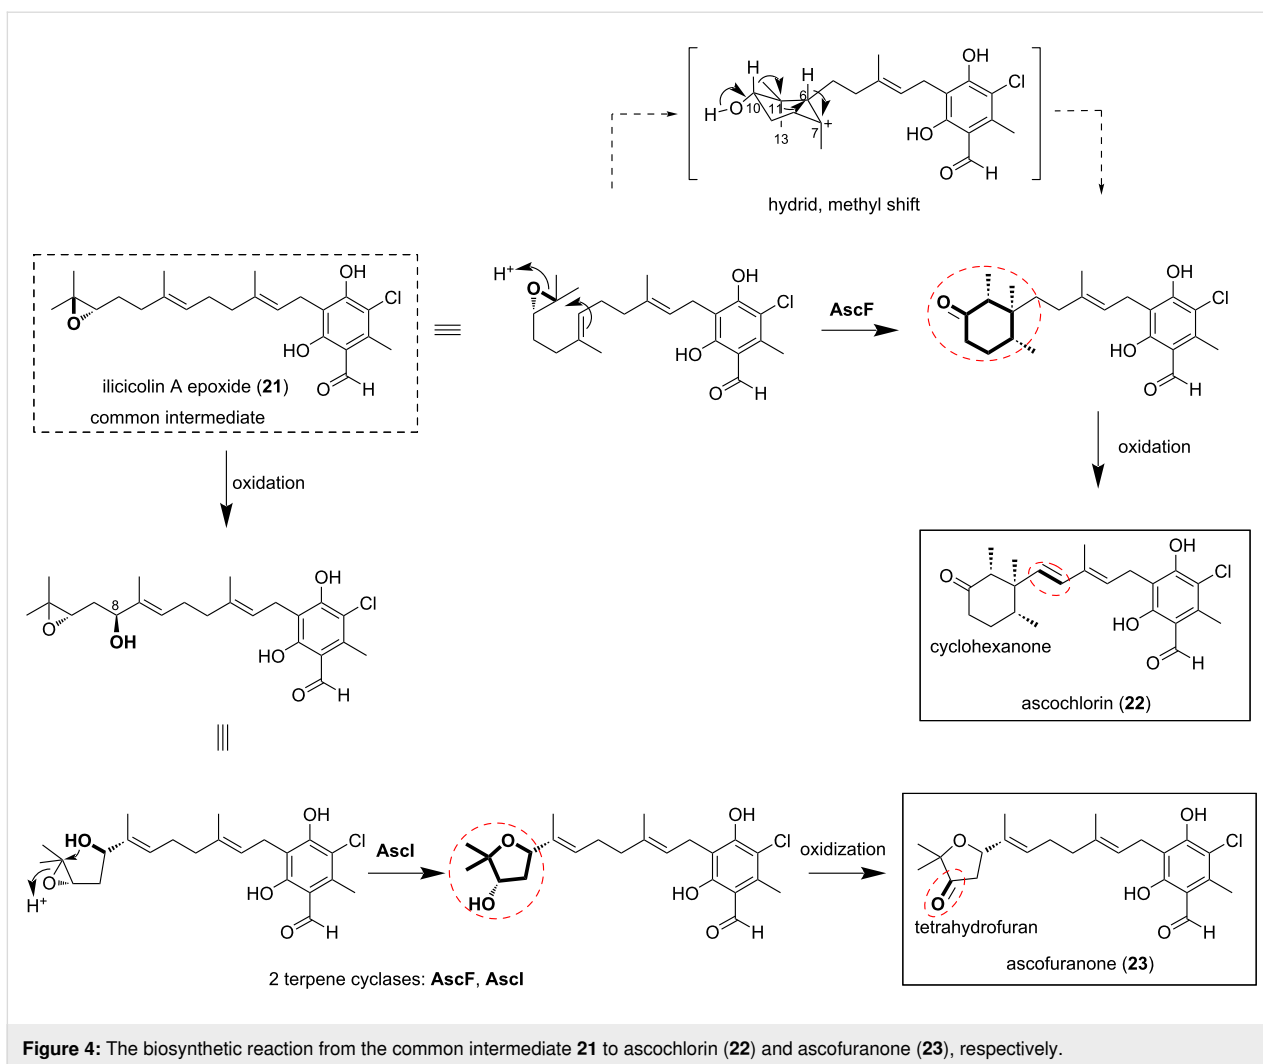 H
H
OH
Cl
6
H
O
10
11
+
7
13
HO
O
H
hydrid, methyl shift
OH
Cl
O
HO
O
H
ilicicolin A epoxide (21)
common intermediate
H+
O
OH
Cl
HO
O
H
AscF
O
OH
Cl
HO
O
H
oxidation
oxidation
8
O
OH
OH
Cl
HO
O
H
O
OH
Cl
HO
O
H
cyclohexanone
ascochlorin (22)
HO
O
H+
OH
Cl
HO
O
H
AscI
O
HO
OH
Cl
HO
O
H
oxidization
O
O
OH
Cl
HO
O
H
tetrahydrofuran
ascofuranone (23)
2 terpene cyclases: AscF, AscI
Figure 4: The biosynthetic reaction from the common intermediate 21 to ascochlorin (22) and ascofuranone (23), respectively.